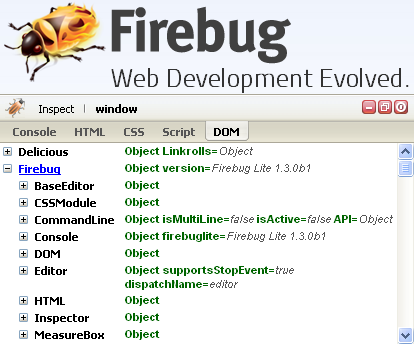 Firebug
Web Development Evolved.
Inspect window
Console HTML CSS Script DOM
Delicious Object Linkrolls=Object
Firebug Object version=Firebug Lite 1.3.0b1
BaseEditor Object
CSSModule Object
CommandLine Object isMultiLine=false isActive=false API=Object
Console Object firebuglite=Firebug Lite 1.3.0b1
DOM Object
Editor Object supportsStopEvent=true
dispatchName=editor
HTML Object
Inspector Object
MeasureBox Object